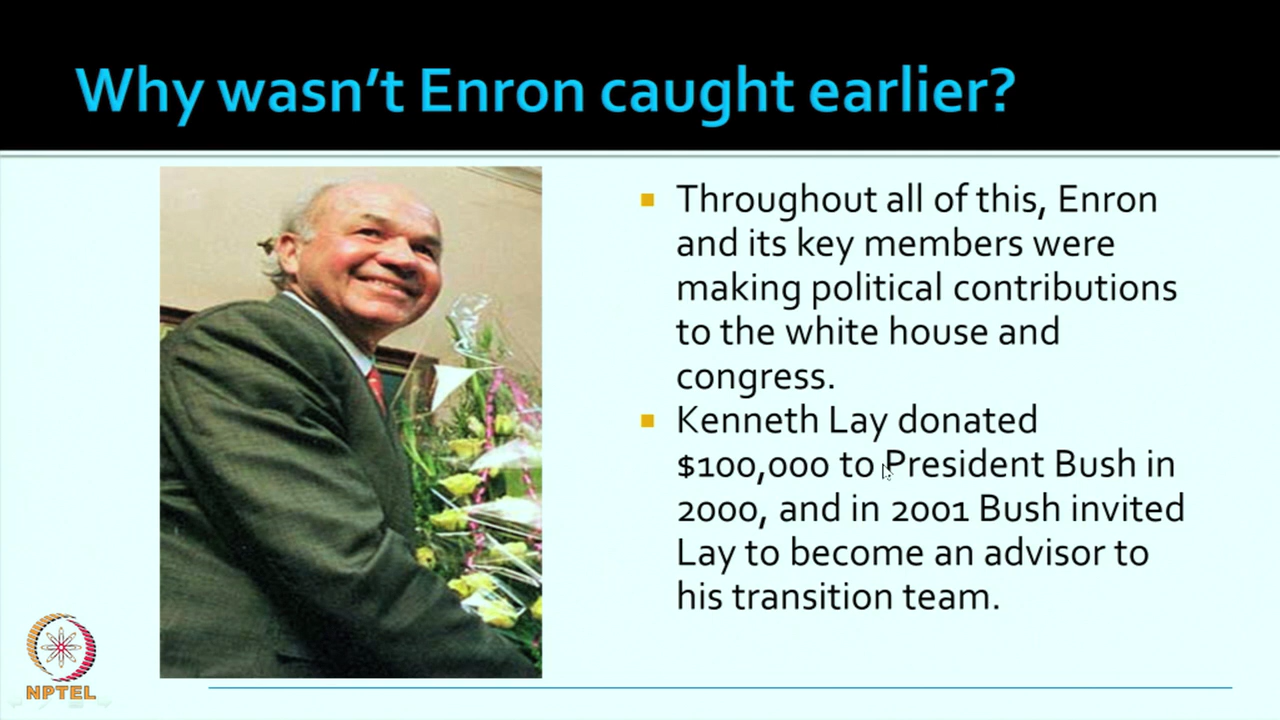 Why wasn't Enron caught earlier?
Throughout all of this, Enron
and its key members were
making political contributions
to the white house and
congress.
Kenneth Lay donated
$100,000 to President Bush in
2000, and in 2001 Bush invited
Lay to become an advisor to
his transition team.
NPTEL